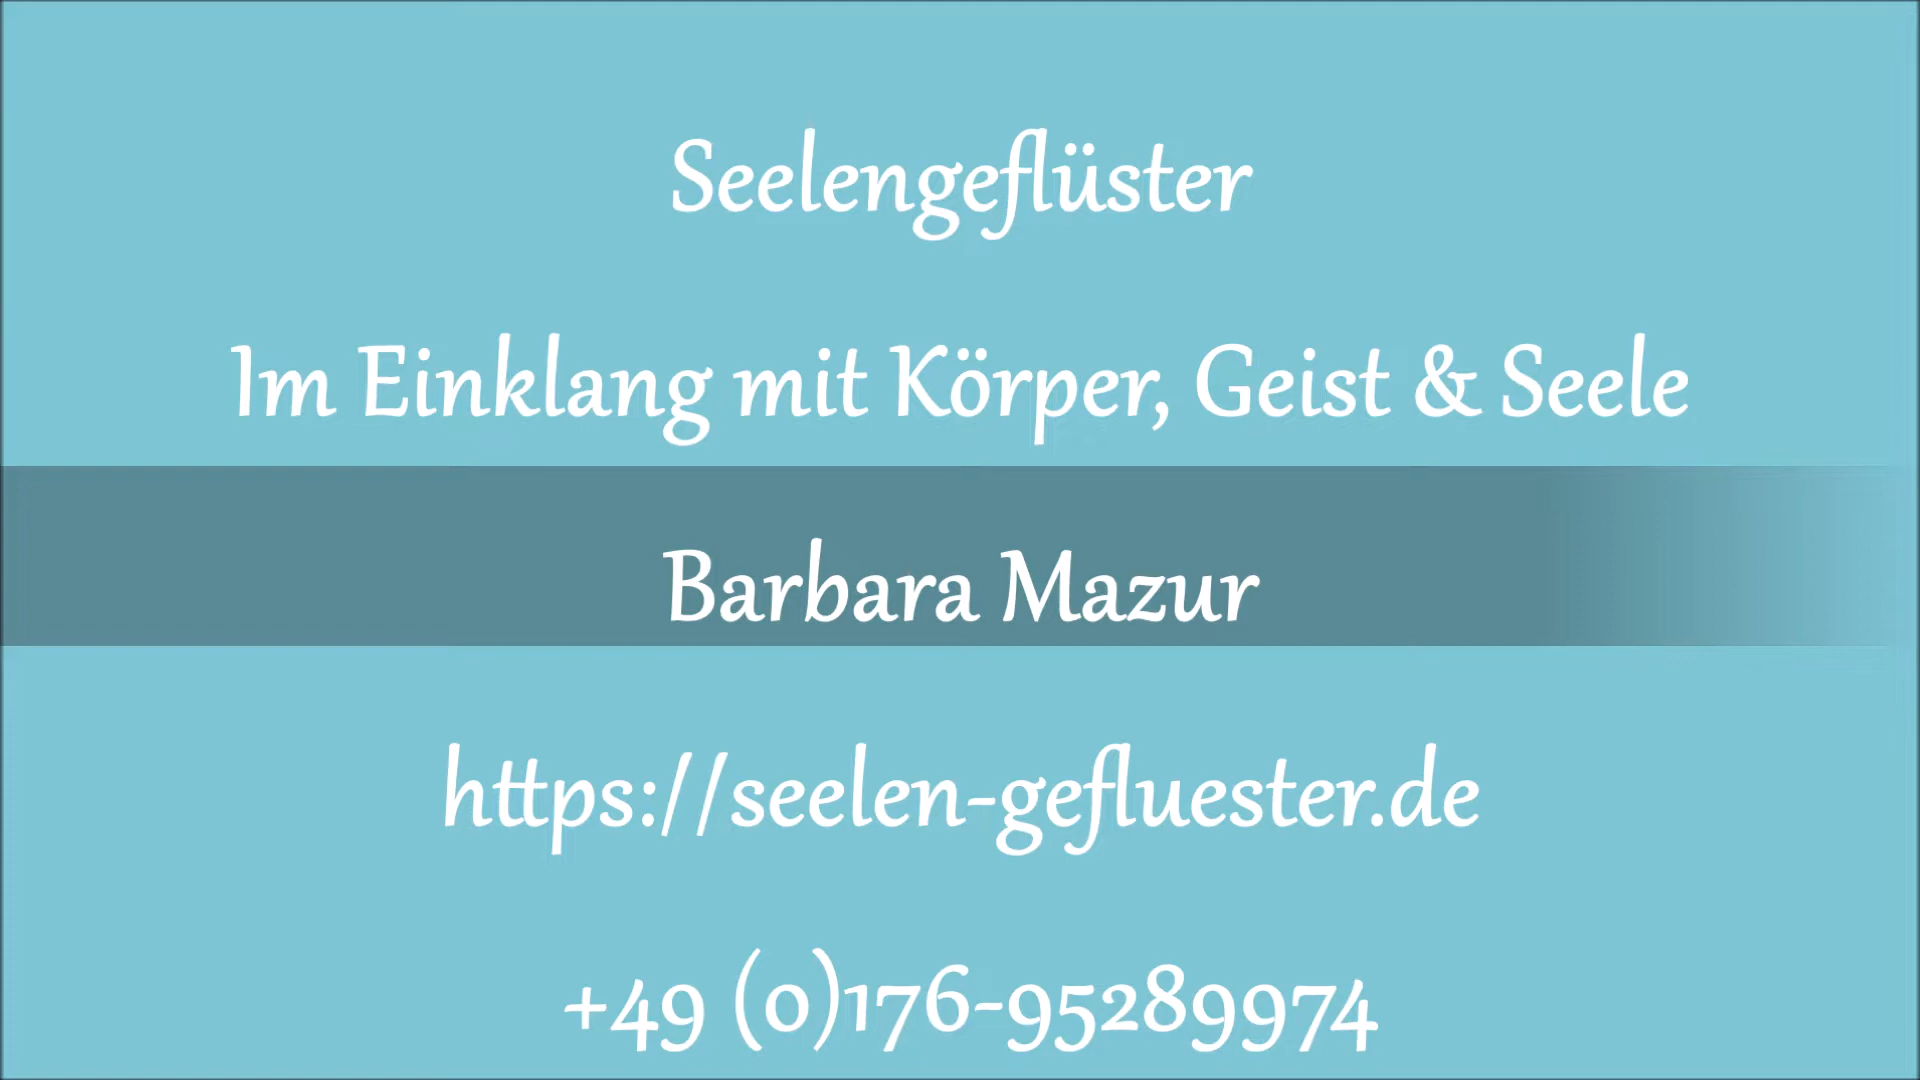 Seelengeflüster
Im Einklang mit Körper, Geist & Seele
Barbara Mazur
https://seelen-gefluester.de
+49 (0)176-95289974